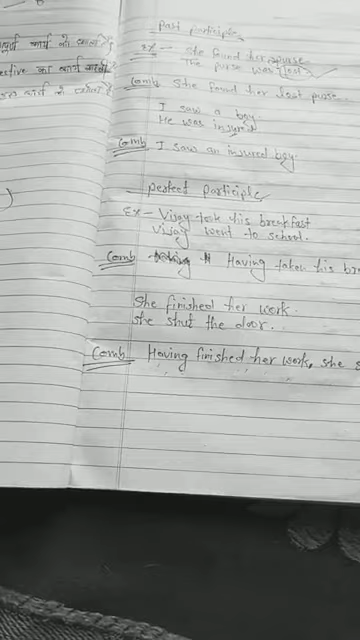 past participle
Ex - She found her purse.
The purse was lost.
Comb She found her lost purse.
I saw a boy
He was insured
Comb I saw an insured boy
perfect participle
Ex - Vijay took his breakfast
Vijay went to school.
Comb Having taken his
She finished her work.
She shut the door.
Comb Having finished her work, she